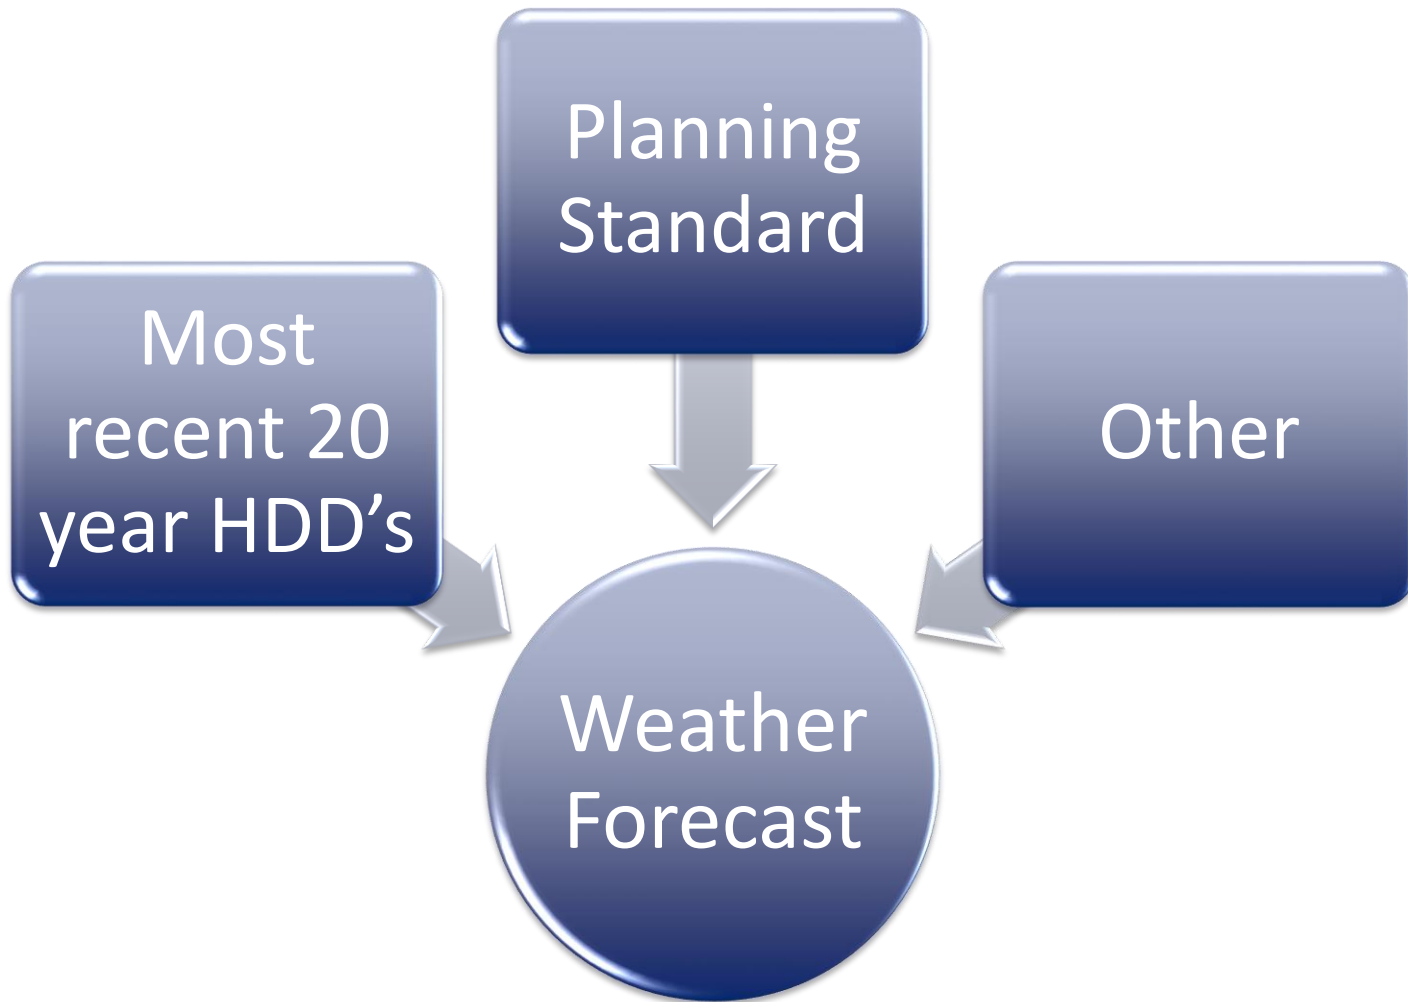 Planning
Standard
Most
recent 20
year HDD’s
Other
Weather
Forecast